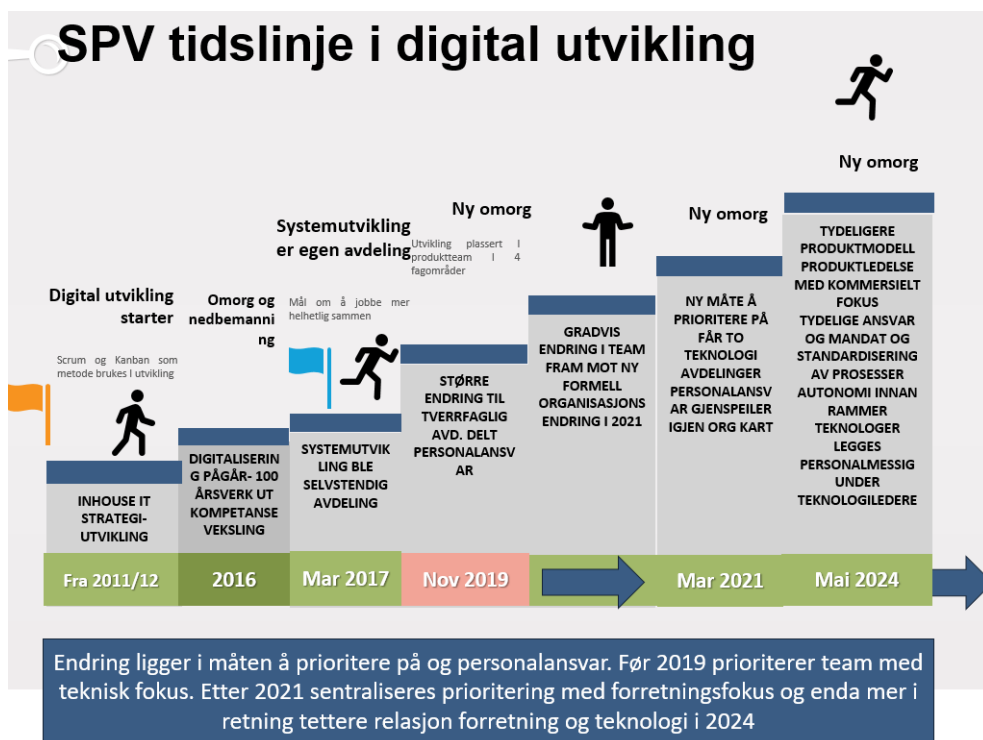 SPV tidslinje i digital utvikling
Digital utvikling
starter
Scrum og Kanban som
metode brukes I utvikling
INHOUSE IT
STRATEGI-
UTVIKLING
Fra 2011/12
Omorg og
nedbemanni
ng
DIGITALISERIN
G PÅGÅR- 100
ÅRSVERK UT
KOMPETANSE
VEKSLING
2016
Systemutvikling
er egen avdeling
Mål om å jobbe mer
helhetlig sammen
SYSTEMUTVIK
LING BLE
SELVSTENDIG
AVDELING
Mar 2017
Ny omorg
Utvikling plassert I
produktteam I 4
fagområder
STØRRE
ENDRING TIL
TVERRFAGLIG
AVD. DELT
PERSONALANSV
AR
Nov 2019
GRADVIS
ENDRING I TEAM
FRAM MOT NY
FORMELL
ORGANISASJONS
ENDRING I 2021
Ny omorg
NY MÅTE Å
PRIORITERE PÅ
FÅR TO
TEKNOLOGI
AVDELINGER
PERSONALANSV
AR GJENSPEILER
IGJEN ORG KART
Mar 2021
Ny omorg
TYDELIGERE
PRODUKTMODELL
PRODUKTLEDELSE
MED KOMMERSIELT
FOKUS
TYDELIGE ANSVAR
OG MANDAT OG
STANDARDISERING
AV PROSESSER
AUTONOMI INNAN
RAMMER
TEKNOLOGER
LEGGES
PERSONALMESSIG
UNDER
TEKNOLOGILEDERE
Mai 2024
Endring ligger i måten å prioritere på og personalansvar. Før 2019 prioriterer team med
teknisk fokus. Etter 2021 sentraliseres prioritering med forretningsfokus og enda mer i
retning tettere relasjon forretning og teknologi i 2024